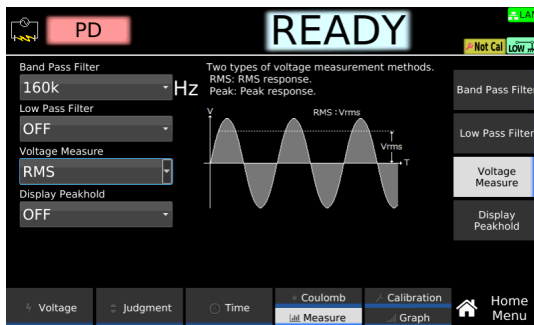 PD
READY
LAN
Not Cal
LOW
Band Pass Filter
160k
Hz
Low Pass Filter
OFF
Voltage Measure
RMS
Display Peakhold
OFF
Two types of voltage measurement methods.
RMS: RMS response.
Peak: Peak response.
V
RMS : Vrms
Vrms
T
Band Pass Filter
Low Pass Filter
Voltage
Measure
Display
Peakhold
Voltage
Judgment
Time
Coulomb
Measure
Calibration
Graph
Home
Menu